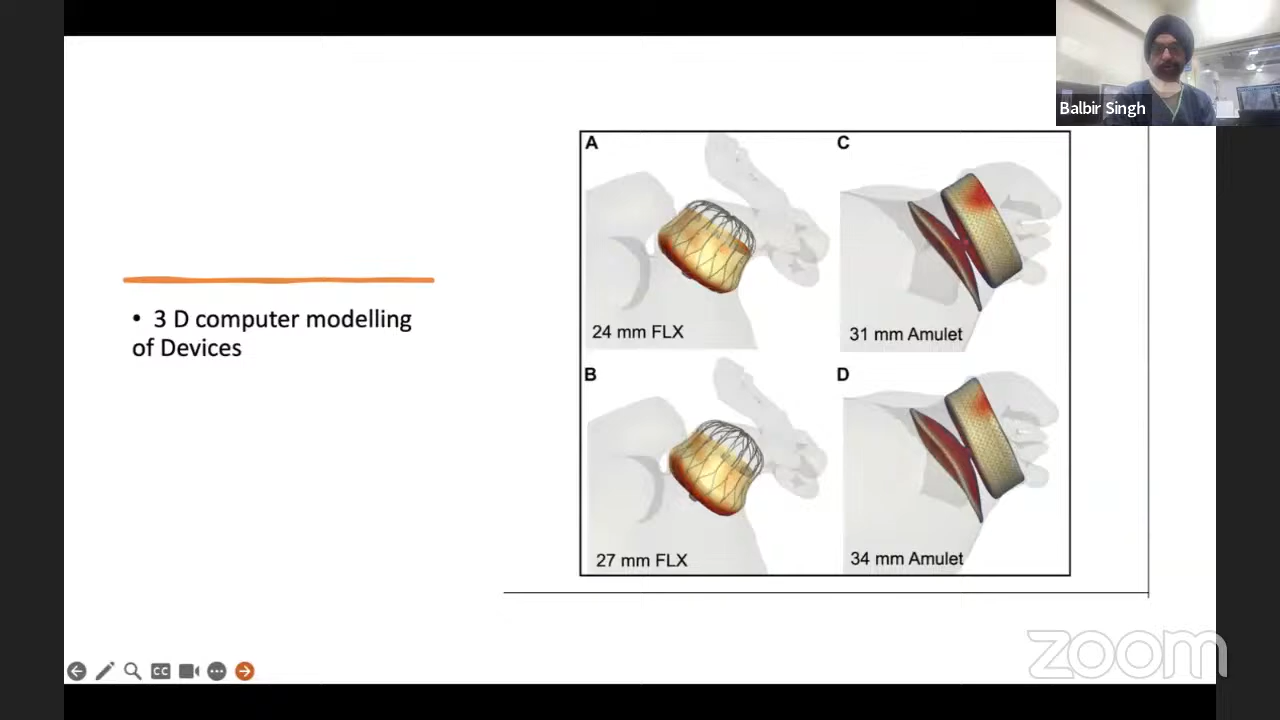 Balbir Singh
• 3 D computer modelling
of Devices
A
C
24 mm FLX
31 mm Amulet
B
D
27 mm FLX
34 mm Amulet
CC
zoom